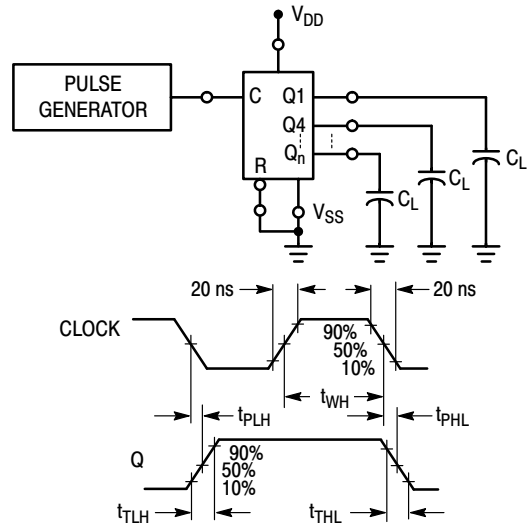 V_DD
PULSE
GENERATOR
C
Q1
Q4
Q_n
R
V_SS
C_L
C_L
C_L
20 ns
20 ns
CLOCK
90%
50%
10%
t_WH
t_PLH
t_PHL
Q
90%
50%
10%
t_TLH
t_THL